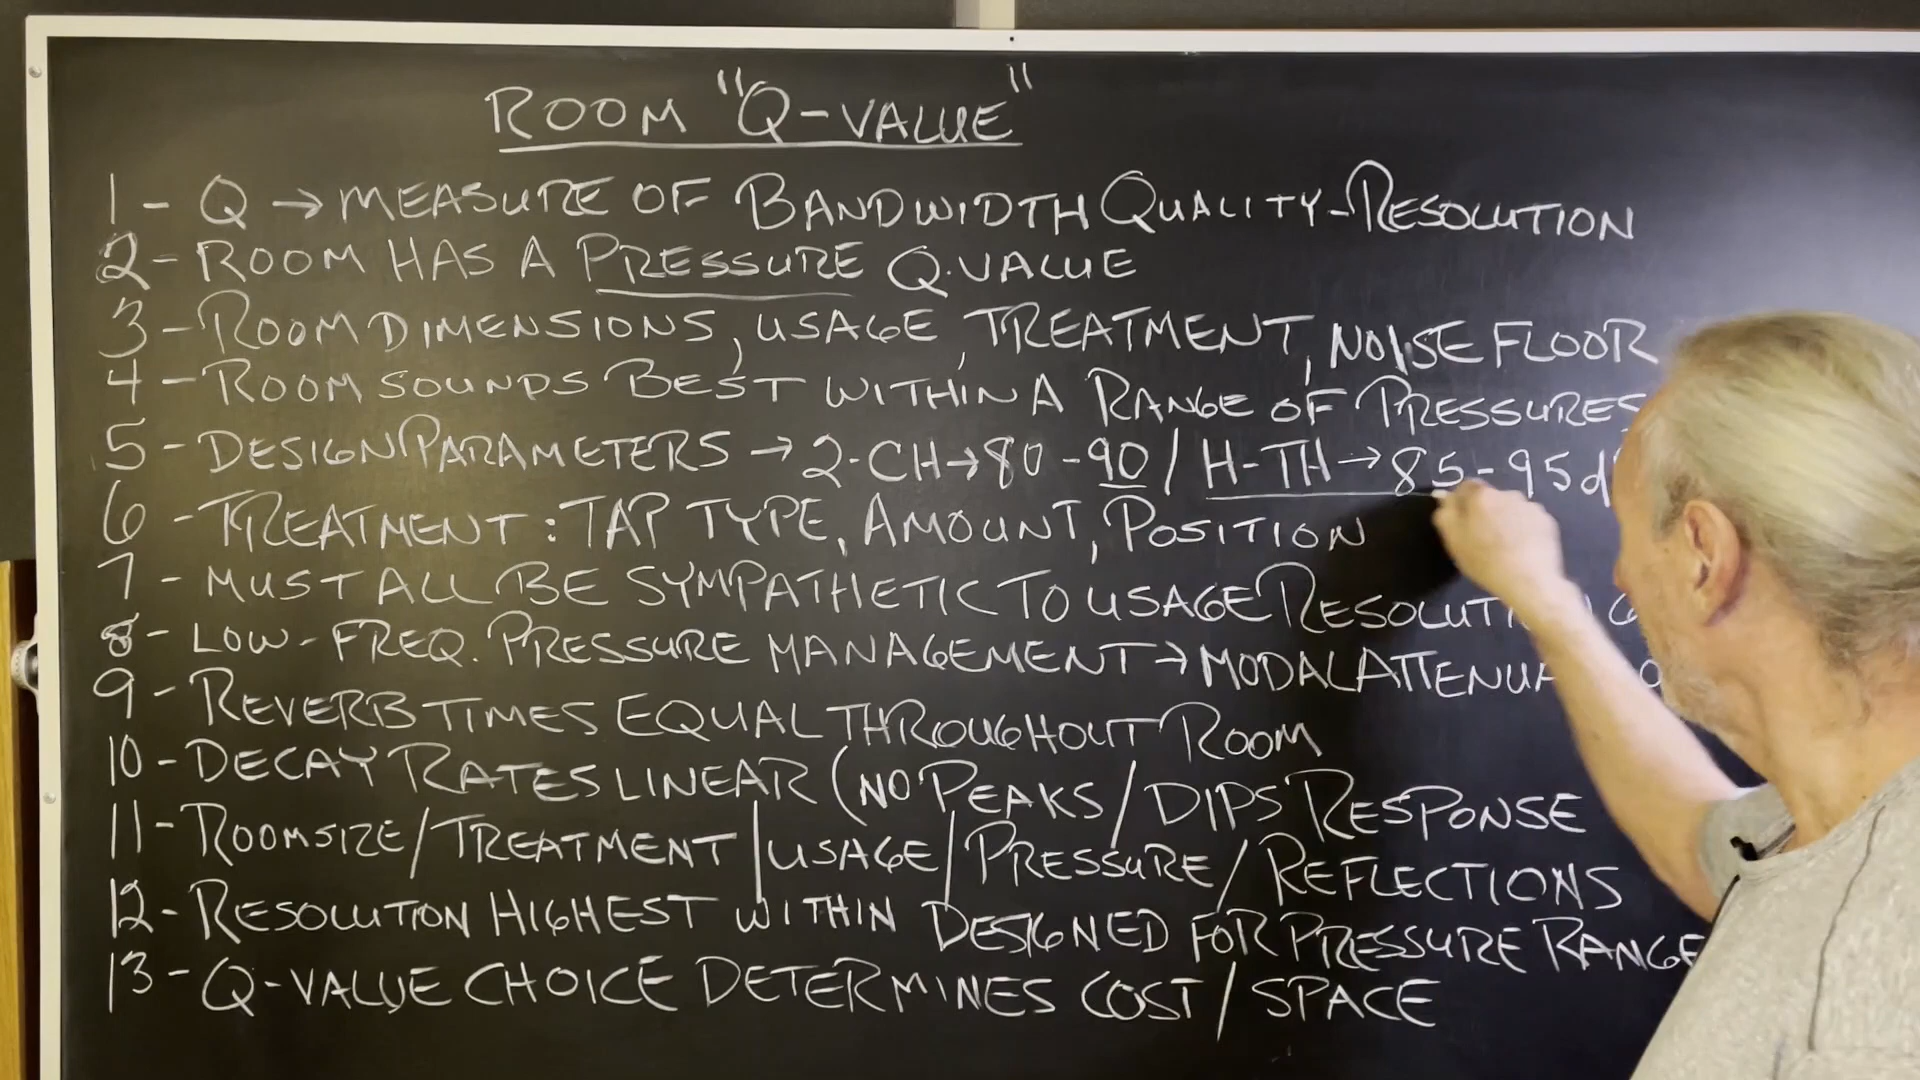 ROOM "Q-VALUE"
1- Q → MEASURE OF BANDWIDTH QUALITY-RESOLUTION
2- ROOM HAS A PRESSURE Q.VALUE
3- ROOM DIMENSIONS, USAGE, TREATMENT, NOISE FLOOR
4- ROOM SOUNDS BEST WITHIN A RANGE OF PRESSURES
5- DESIGN PARAMETERS → 2-CH → 80-90 / H-TH → 85-95
6- TREATMENT: TAP TYPE, AMOUNT, POSITION
7- MUST ALL BE SYMPATHETIC TO USAGE
8- LOW-FREQ. PRESSURE MANAGEMENT → MODAL
9- REVERB TIMES EQUAL THROUGHOUT ROOM
10- DECAY RATES LINEAR (NO PEAKS / DIPS RESPONSE
11- ROOM SIZE / TREATMENT / USAGE / PRESSURE / REFLECTIONS
12- RESOLUTION HIGHEST WITHIN DESIGNED FOR PRESSURE RANGE
13- Q-VALUE CHOICE DETERMINES COST / SPACE